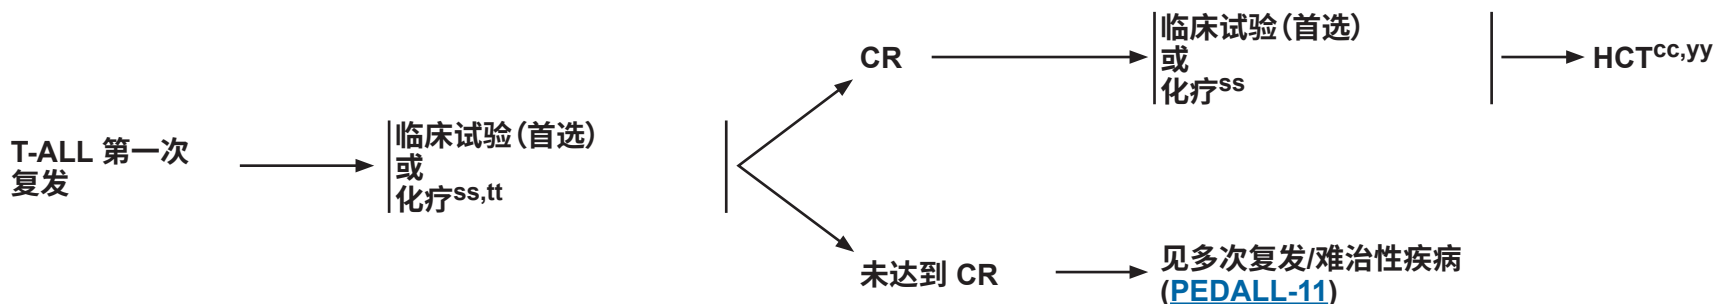 T-ALL 第一次
复发
临床试验（首选）
或
化疗ss,tt
CR
临床试验（首选）
或
化疗ss
HCTcc,yy
未达到 CR
见多次复发/难治性疾病
(PEDALL-11)